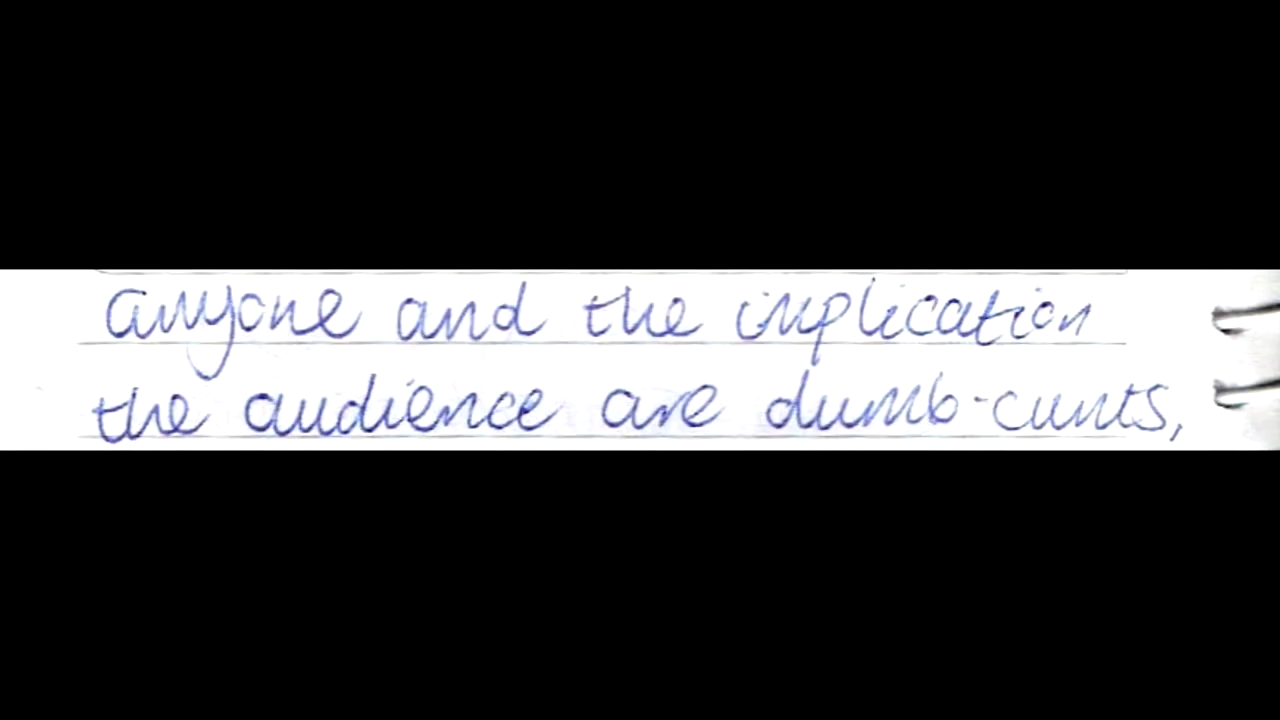 anyone and the implication
the audience are dumb-cunts,